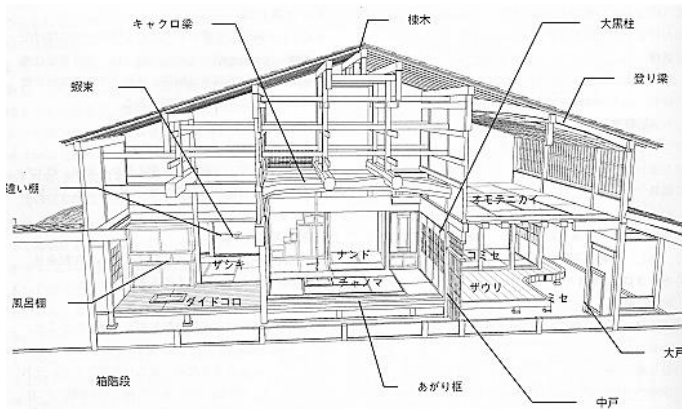 キャクロ梁
棟木
大黒柱
蝦束
登り梁
違い棚
オモテニカイ
ザシキ
ナンド
コミセ
チャノマ
ザウリ
ミセ
風呂棚
ダイドコロ
大戸
箱階段
あがり框
中戸